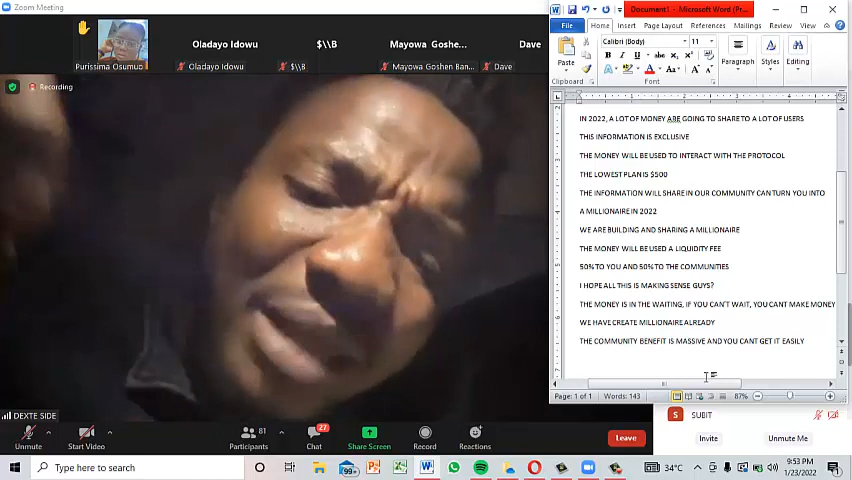 Zoom Meeting
Purissima Osumuo
Oladayo Idowu
Oladayo Idowu
$\\B
$\\B
Mayowa Goshe...
Mayowa Goshen Ban...
Dave
Dave
Recording
DEXTE SIDE
Unmute
Start Video
81
Participants
27
Chat
Share Screen
Record
Reactions
Leave
Document1 - Microsoft Word (Pr...
File
Home
Insert
Page Layout
References
Mailings
Review
View
Paste
Clipboard
Calibri (Body)
11
B I U abe x₂ x²
Font
Paragraph
Styles
Editing
IN 2022, A LOT OF MONEY ARE GOING TO SHARE TO A LOT OF USERS
THIS INFORMATION IS EXCLUSIVE
THE MONEY WILL BE USED TO INTERACT WITH THE PROTOCOL
THE LOWEST PLAN IS $500
THE INFORMATION WILL SHARE IN OUR COMMUNITY CAN TURN YOU INTO
A MILLIONAIRE IN 2022
WE ARE BUILDING AND SHARING A MILLIONAIRE
THE MONEY WILL BE USED A LIQUIDITY FEE
50% TO YOU AND 50% TO THE COMMUNITIES
I HOPE ALL THIS IS MAKING SENSE GUYS?
THE MONEY IS IN THE WAITING, IF YOU CAN'T WAIT, YOU CANT MAKE MONEY
WE HAVE CREATE MILLIONAIRE ALREADY
THE COMMUNITY BENEFIT IS MASSIVE AND YOU CANT GET IT EASILY
Page: 1 of 1
Words: 143
87%
S
SUBIT
Invite
Unmute Me
Type here to search
99+
34°C
9:53 PM
1/23/2022